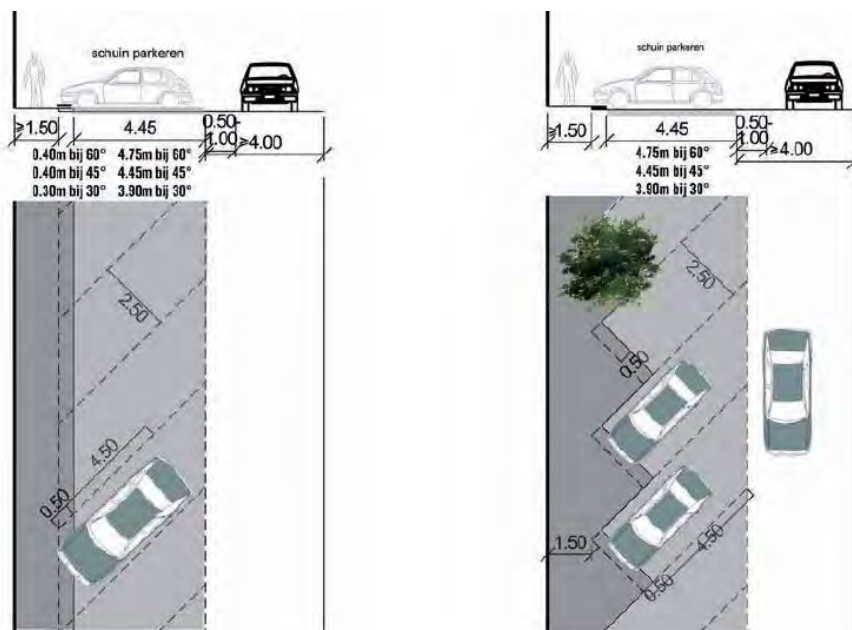 schuin parkeren
≥1.50
4.45
0.50-
1.00
≥4.00
0.40m bij 60° 4.75m bij 60°
0.40m bij 45° 4.45m bij 45°
0.30m bij 30° 3.90m bij 30°
2.50
4.50
0.50
schuin parkeren
≥1.50
4.45
0.50-
1.00
≥4.00
4.75m bij 60°
4.45m bij 45°
3.90m bij 30°
2.50
0.50
1.50
4.50
0.50